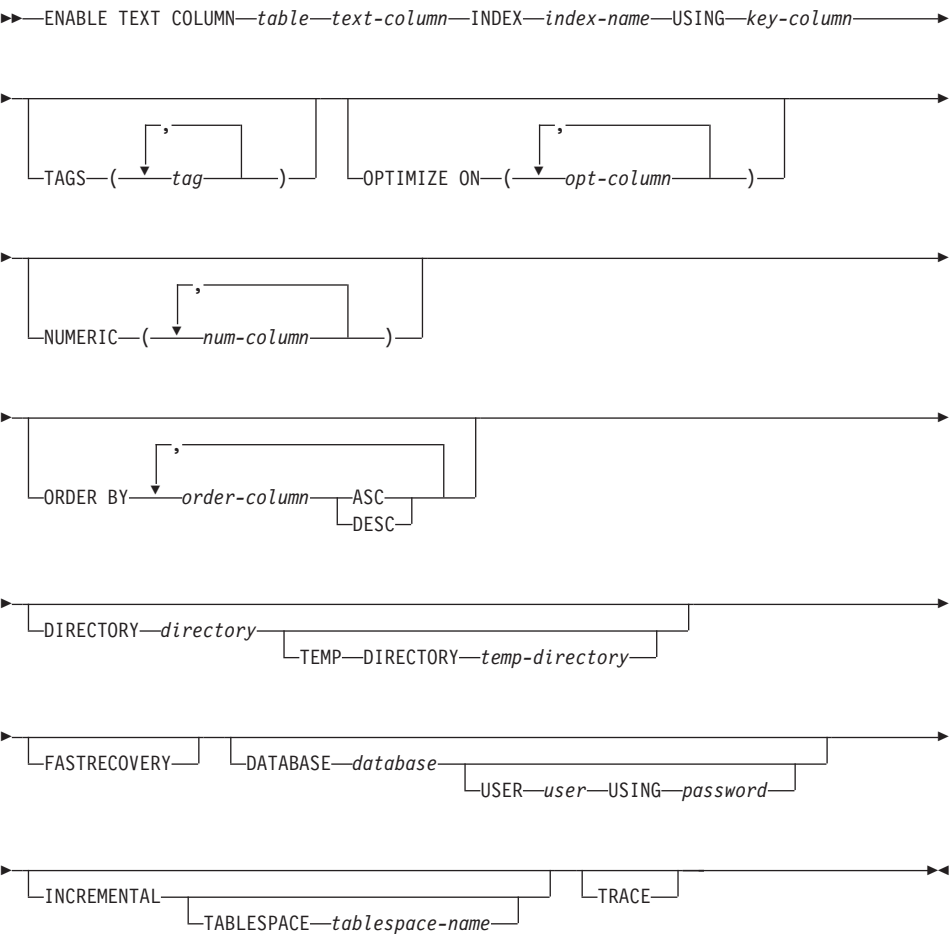 ENABLE TEXT COLUMN table text-column INDEX index-name USING key-column
, ,
TAGS ( tag ) OPTIMIZE ON ( opt-column )
,
NUMERIC ( num-column )
,
ORDER BY order-column ASC
DESC
DIRECTORY directory
TEMP DIRECTORY temp-directory
FASTRECOVERY DATABASE database
USER user USING password
INCREMENTAL TRACE
TABLESPACE tablespace-name